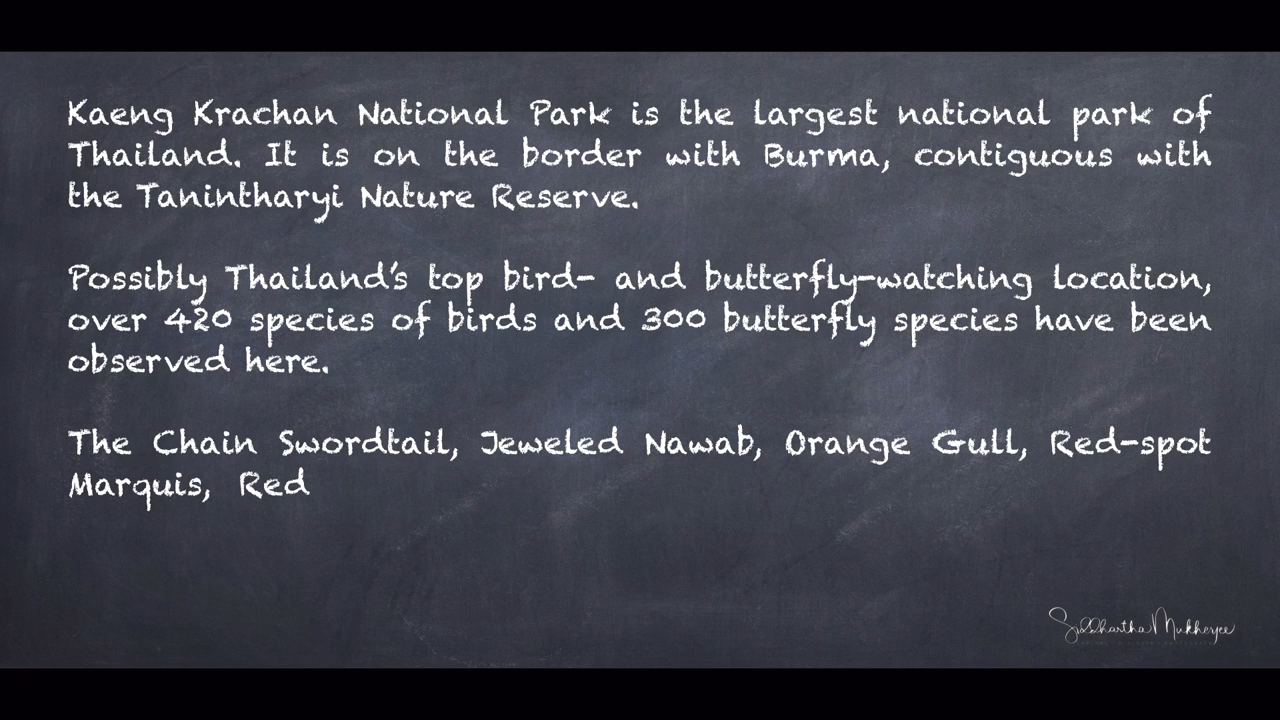 Kaeng Krachan National Park is the largest national park of
Thailand. It is on the border with Burma, contiguous with
the Tanintharyi Nature Reserve.
Possibly Thailand's top bird- and butterfly-watching location,
over 420 species of birds and 300 butterfly species have been
observed here.
The Chain Swordtail, Jeweled Nawab, Orange Gull, Red-spot
Marquis, Red
Siddhartha Mukherjee